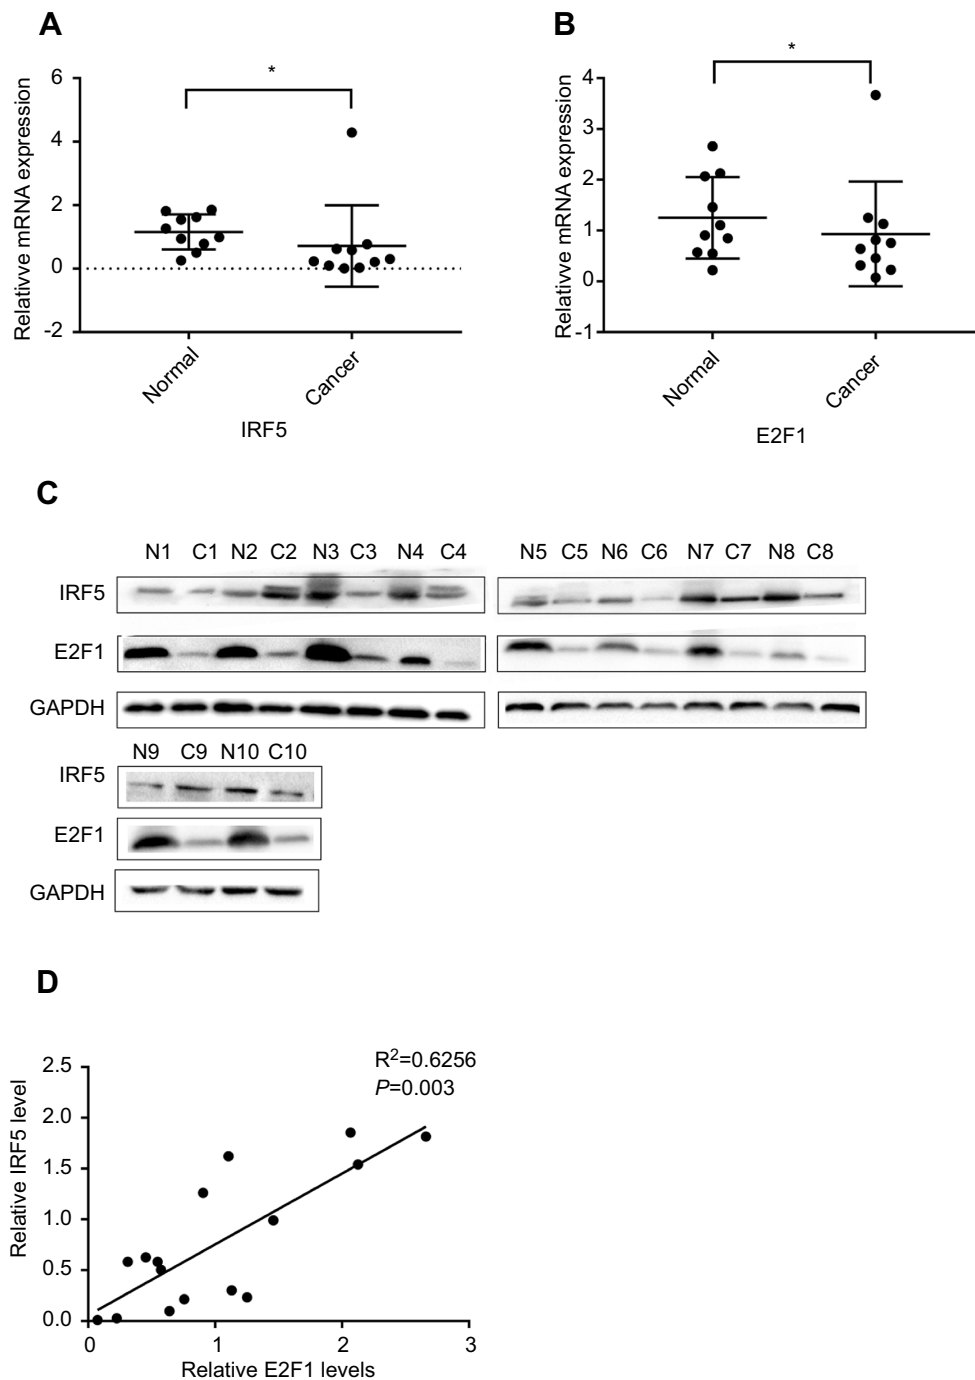 A
Relative mRNA expression
6
4
2
0
-2
*
Normal
Cancer
IRF5
B
Relativve mRNA expression
4
3
2
1
0
-1
*
Normal
Cancer
E2F1
C
N1 C1 N2 C2 N3 C3 N4 C4
N5 C5 N6 C6 N7 C7 N8 C8
IRF5
E2F1
GAPDH
N9 C9 N10 C10
IRF5
E2F1
GAPDH
D
R²=0.6256
P=0.003
Relative IRF5 level
2.5
2.0
1.5
1.0
0.5
0.0
0 1 2 3
Relative E2F1 levels